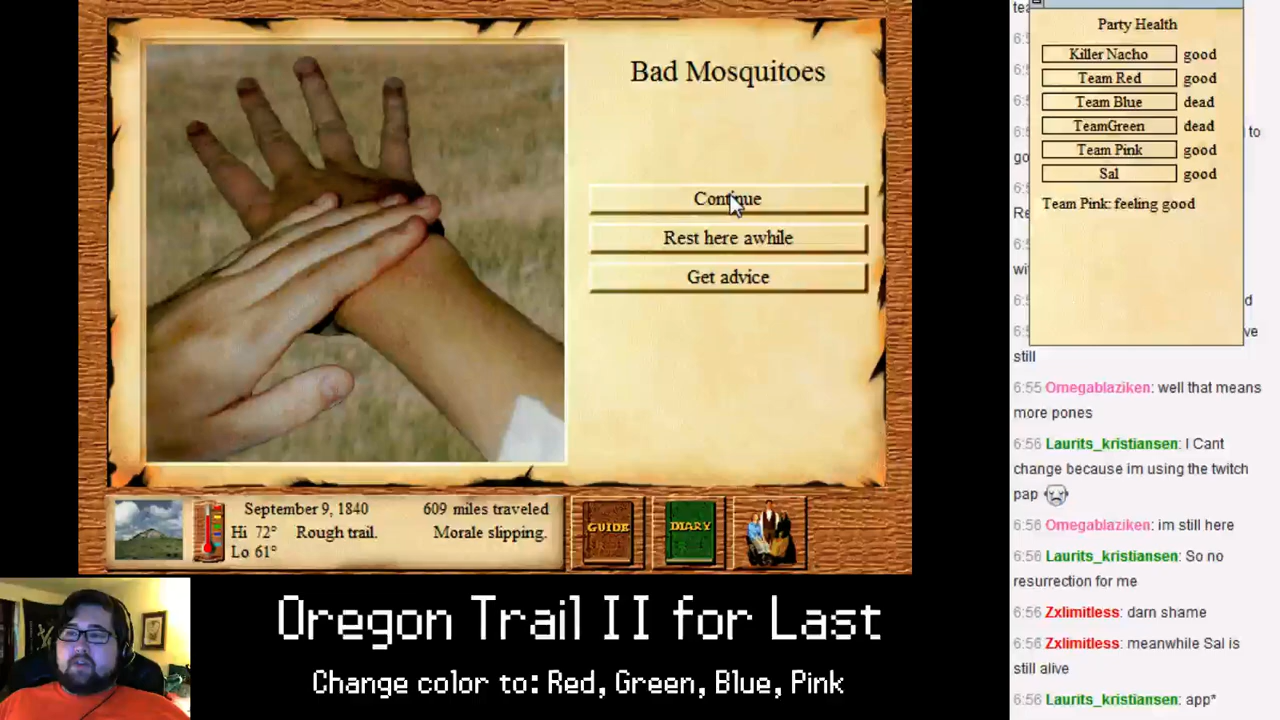 Bad Mosquitoes
Continue
Rest here awhile
Get advice
September 9, 1840
609 miles traveled
Hi 72°
Rough trail.
Morale slipping.
Lo 61°
GUIDE
DIARY
Oregon Trail II for Last
Change color to: Red, Green, Blue, Pink
Party Health
Killer Nacho good
Team Red good
Team Blue dead
TeamGreen dead
Team Pink good
Sal good
Team Pink: feeling good
to
go
still
6:55 Omegablaziken: well that means
more pones
6:56 Laurits_kristiansen: I Cant
change because im using the twitch
pap
6:56 Omegablaziken: im still here
6:56 Laurits_kristiansen: So no
resurrection for me
6:56 Zxlimitless: darn shame
6:56 Zxlimitless: meanwhile Sal is
still alive
6:56 Laurits_kristiansen: app*